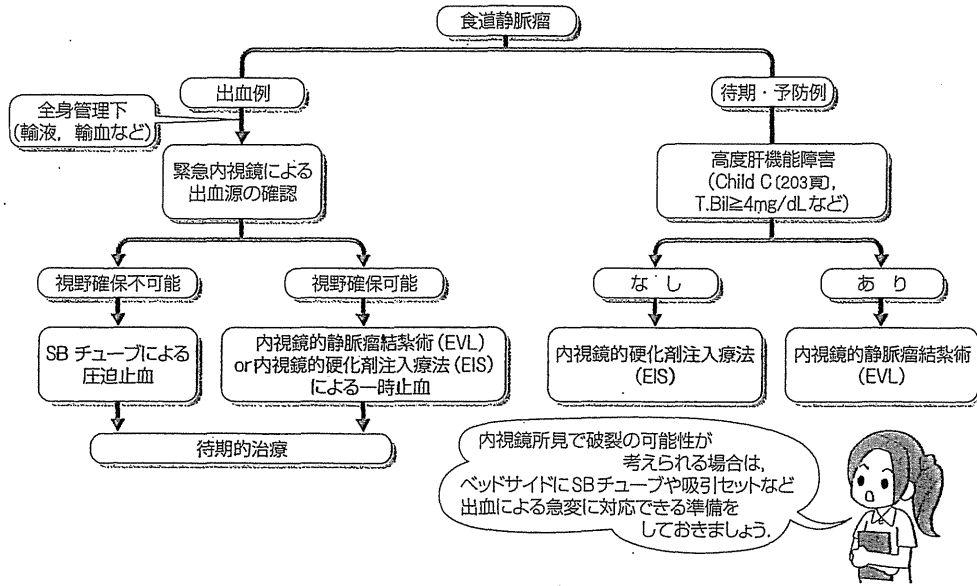 食道静脈瘤
出血例
待期・予防例
全身管理下
(輸液,輸血など)
緊急内視鏡による
出血源の確認
高度肝機能障害
(Child C〔203頁〕,
T.Bil≧4mg/dLなど)
視野確保不可能
視野確保可能
なし
あり
SBチューブによる
圧迫止血
内視鏡的静脈瘤結紮術(EVL)
or内視鏡的硬化剤注入療法(EIS)
による一時止血
内視鏡的硬化剤注入療法
(EIS)
内視鏡的静脈瘤結紮術
(EVL)
待期的治療
内視鏡所見で破裂の可能性が
考えられる場合は,
ベッドサイドにSBチューブや吸引セットなど
出血による急変に対応できる準備を
しておきましょう.